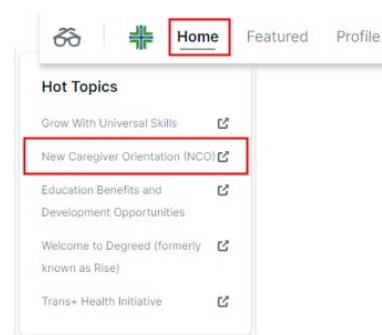 Home Featured Profile
Hot Topics
Grow With Universal Skills
New Caregiver Orientation (NCO)
Education Benefits and
Development Opportunities
Welcome to Degreed (formerly
known as Rise)
Trans+ Health Initiative